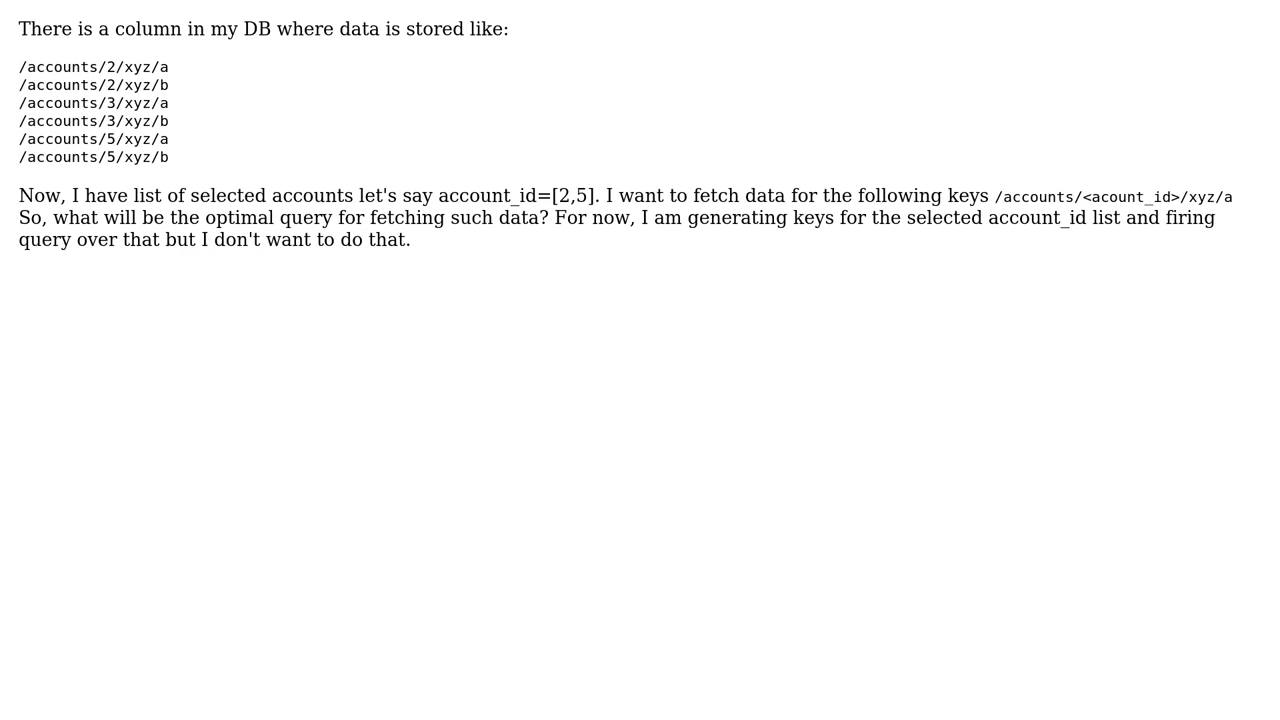 There is a column in my DB where data is stored like:
/accounts/2/xyz/a
/accounts/2/xyz/b
/accounts/3/xyz/a
/accounts/3/xyz/b
/accounts/5/xyz/a
/accounts/5/xyz/b
Now, I have list of selected accounts let's say account_id=[2,5]. I want to fetch data for the following keys /accounts/<acount_id>/xyz/a
So, what will be the optimal query for fetching such data? For now, I am generating keys for the selected account_id list and firing
query over that but I don't want to do that.